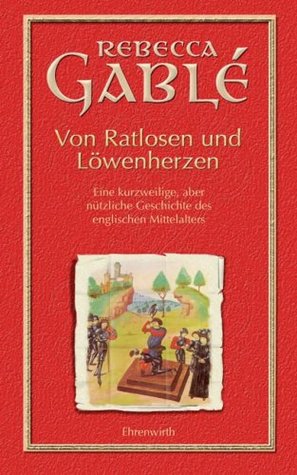 REBECCA
GABLÉ
Von Ratlosen und
Löwenherzen
Eine kurzweilige, aber
nützliche Geschichte des
englischen Mittelalters
Ehrenwirth